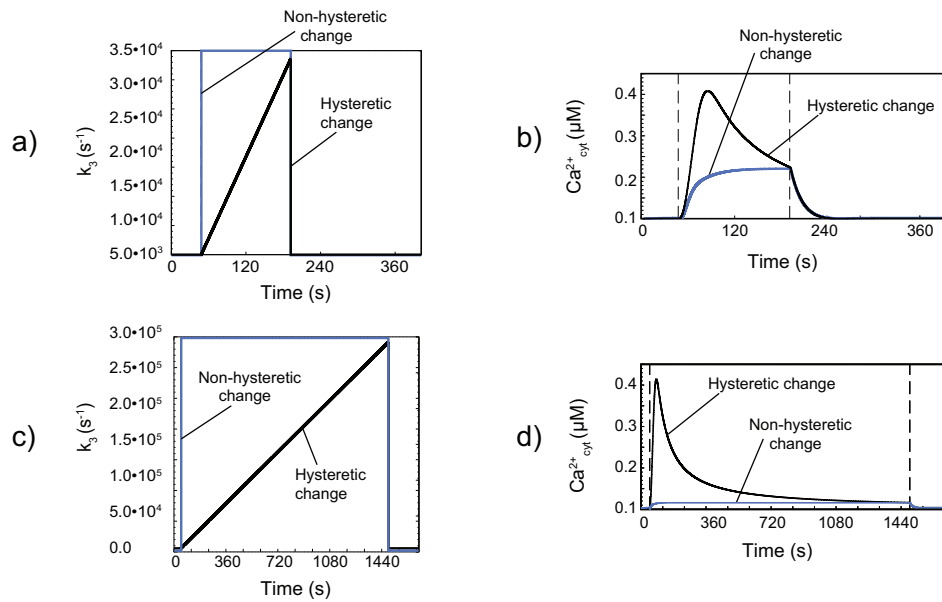 a)
Non-hysteretic
change
3.5•10⁴
3.0•10⁴
2.0•10⁴
2.0•10⁴
1.5•10⁴
1.0•10⁴
5.0•10³
k₃ (s⁻¹)
Hysteretic
change
0 120 240 360
Time (s)
b)
Non-hysteretic
change
Hysteretic change
0.4
0.3
0.2
0.1
Ca²⁺cyt (µM)
0 120 240 360
Time (s)
c)
3.0•10⁵
2.5•10⁵
2.0•10⁵
1.5•10⁵
1.0•10⁵
5.0•10⁴
0.0
k₃ (s⁻¹)
Non-hysteretic
change
Hysteretic
change
0 360 720 1080 1440
Time (s)
d)
Hysteretic change
Non-hysteretic
change
0.4
0.3
0.2
0.1
Ca²⁺cyt (µM)
0 360 720 1080 1440
Time (s)